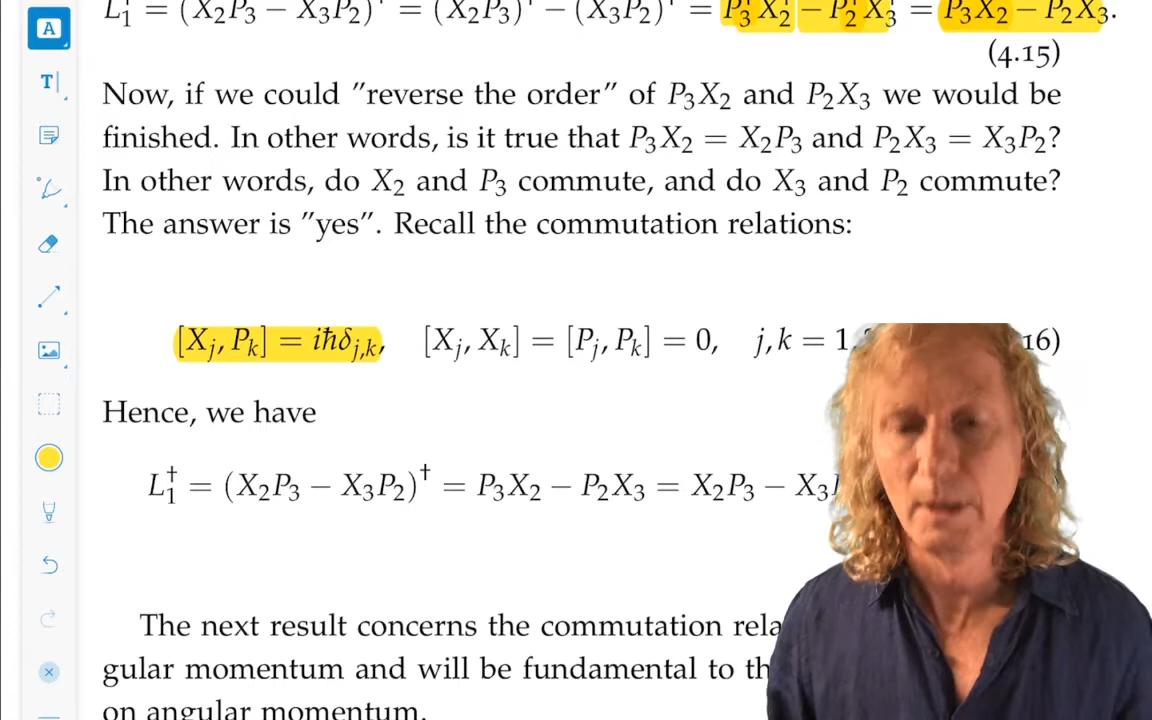 L₁† = (X₂P₃ − X₃P₂)† = (X₂P₃)† − (X₃P₂)† = P₃†X₂† − P₂†X₃† = P₃X₂ − P₂X₃.
(4.15)
Now, if we could ”reverse the order” of P₃X₂ and P₂X₃ we would be
finished. In other words, is it true that P₃X₂ = X₂P₃ and P₂X₃ = X₃P₂?
In other words, do X₂ and P₃ commute, and do X₃ and P₂ commute?
The answer is ”yes”. Recall the commutation relations:
[Xⱼ, Pₖ] = iħδⱼ,ₖ, [Xⱼ, Xₖ] = [Pⱼ, Pₖ] = 0, j, k = 1, 16)
Hence, we have
L₁† = (X₂P₃ − X₃P₂)† = P₃X₂ − P₂X₃ = X₂P₃ − X₃
The next result concerns the commutation rela
gular momentum and will be fundamental to th
on angular momentum.
A
T